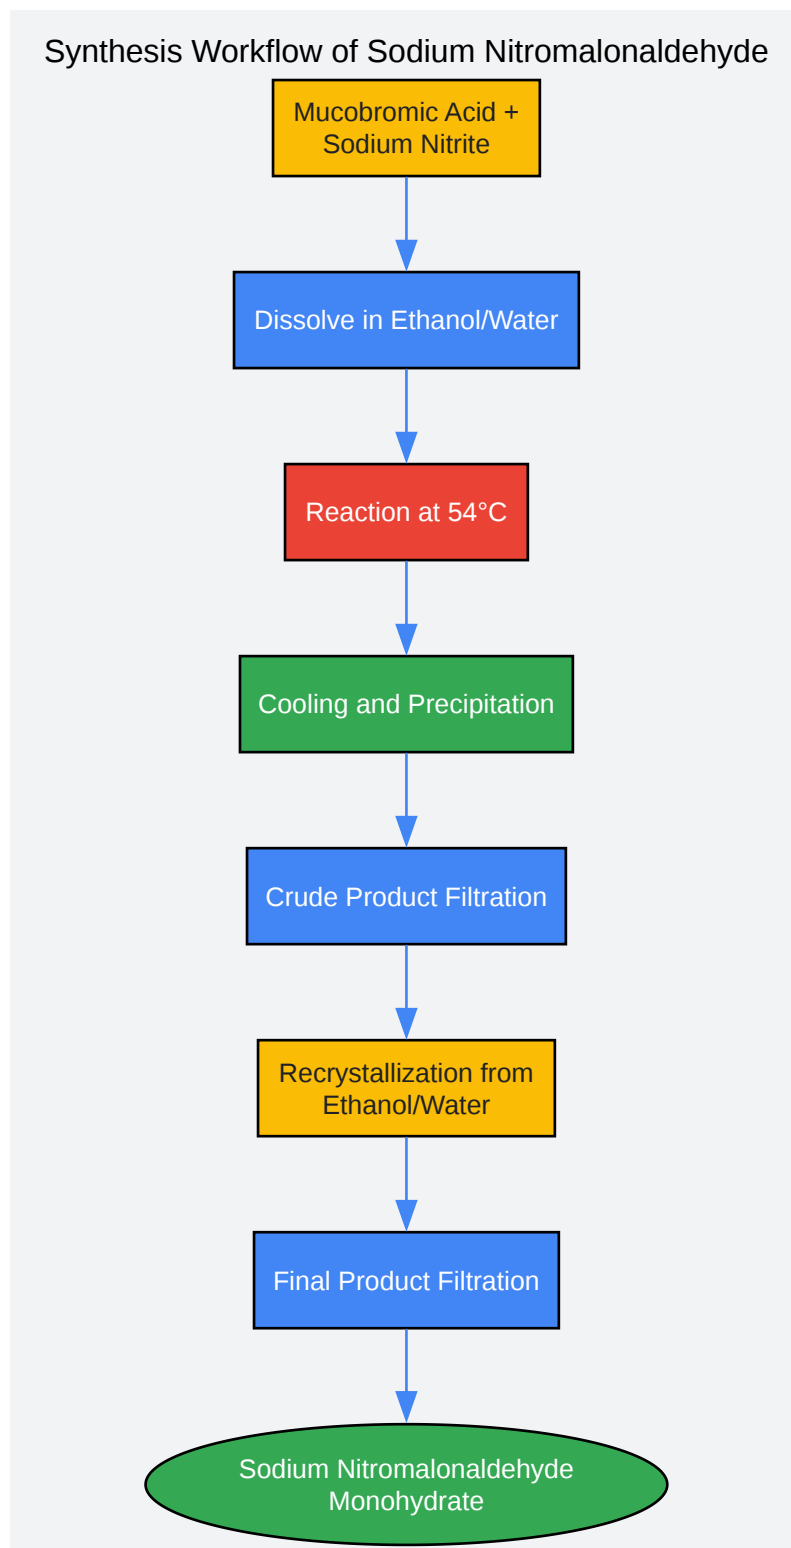 Synthesis Workflow of Sodium Nitromalonaldehyde
Mucobromic Acid +
Sodium Nitrite
Dissolve in Ethanol/Water
Reaction at 54°C
Cooling and Precipitation
Crude Product Filtration
Recrystallization from
Ethanol/Water
Final Product Filtration
Sodium Nitromalonaldehyde
Monohydrate